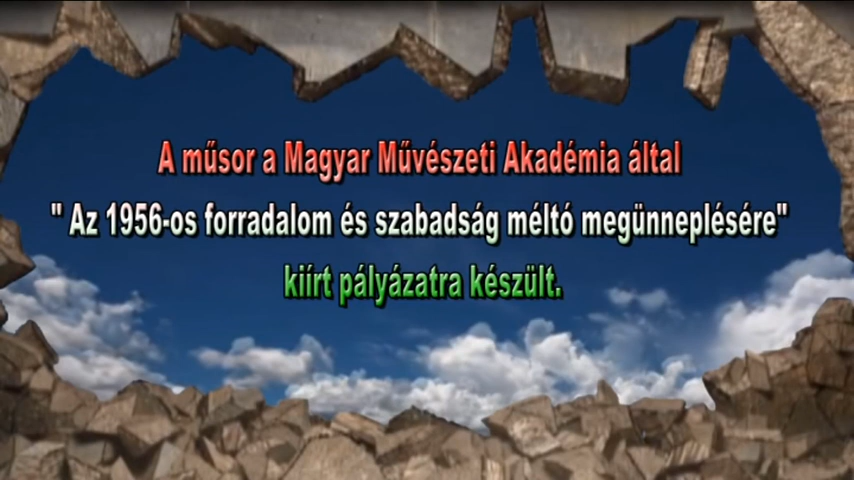 A műsor a Magyar Művészeti Akadémia által
" Az 1956-os forradalom és szabadság méltó megünneplésére"
kiírt pályázatra készült.